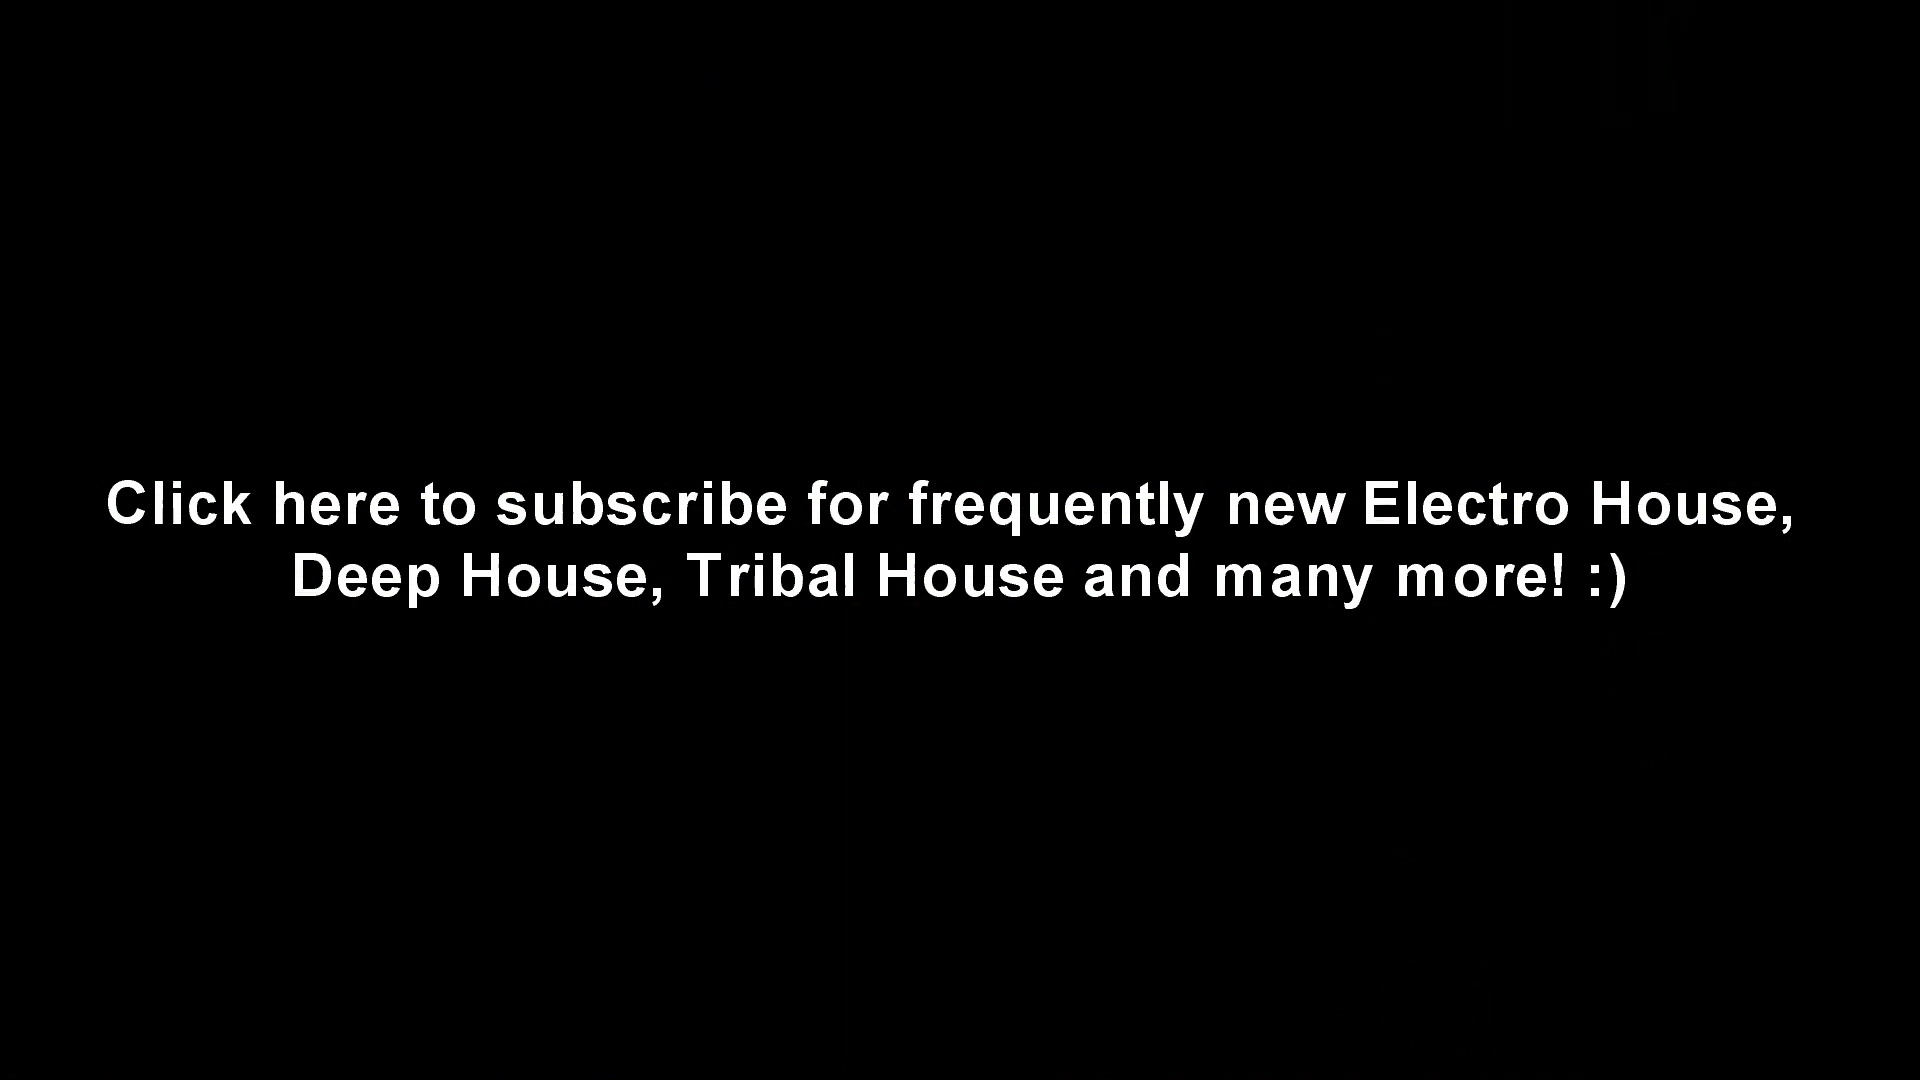 Click here to subscribe for frequently new Electro House,
Deep House, Tribal House and many more! :)